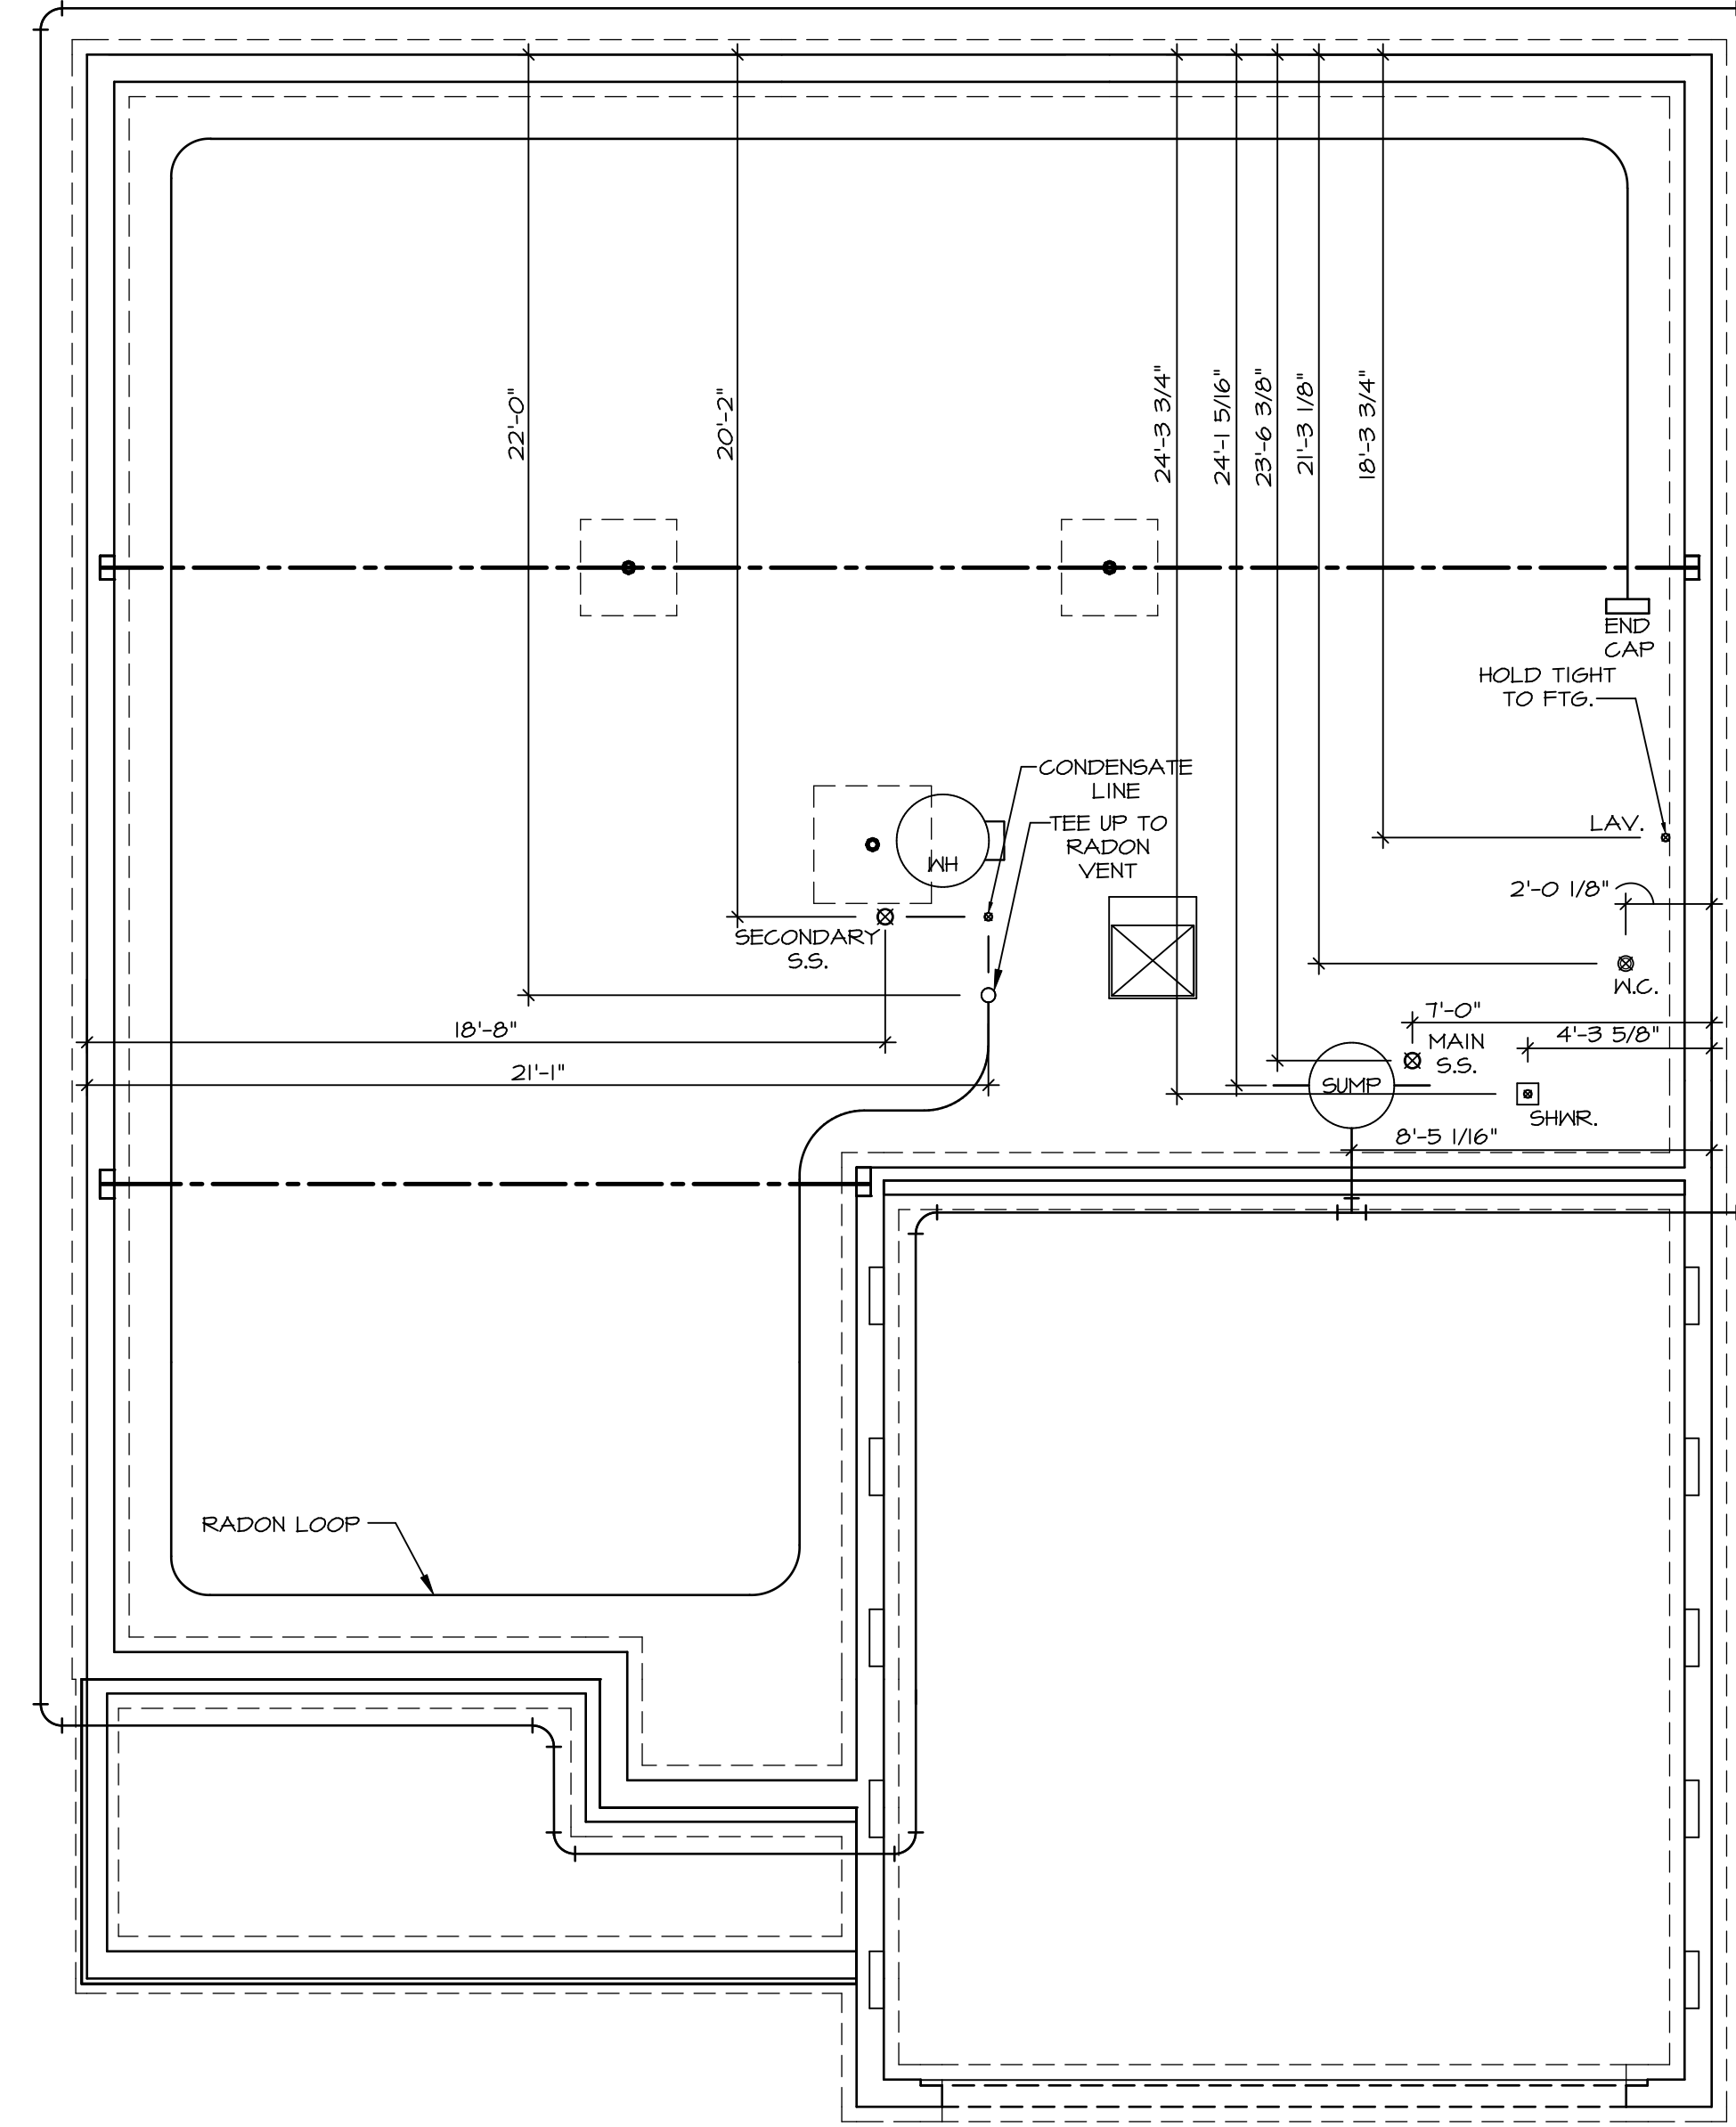 22'-0"
20'-2"
24'-3 3/4"
24'-1 5/16"
23'-6 3/8"
21'-3 1/8"
18'-3 3/4"
END
CAP
HOLD TIGHT
TO FTG.
CONDENSATE
LINE
TEE UP TO
RADON
VENT
LAV.
WH
2'-0 1/8"
SECONDARY
S.S.
W.C.
7'-0"
18'-8"
MAIN
S.S.
4'-3 5/8"
21'-1"
SUMP
SHWR.
8'-5 1/16"
RADON LOOP